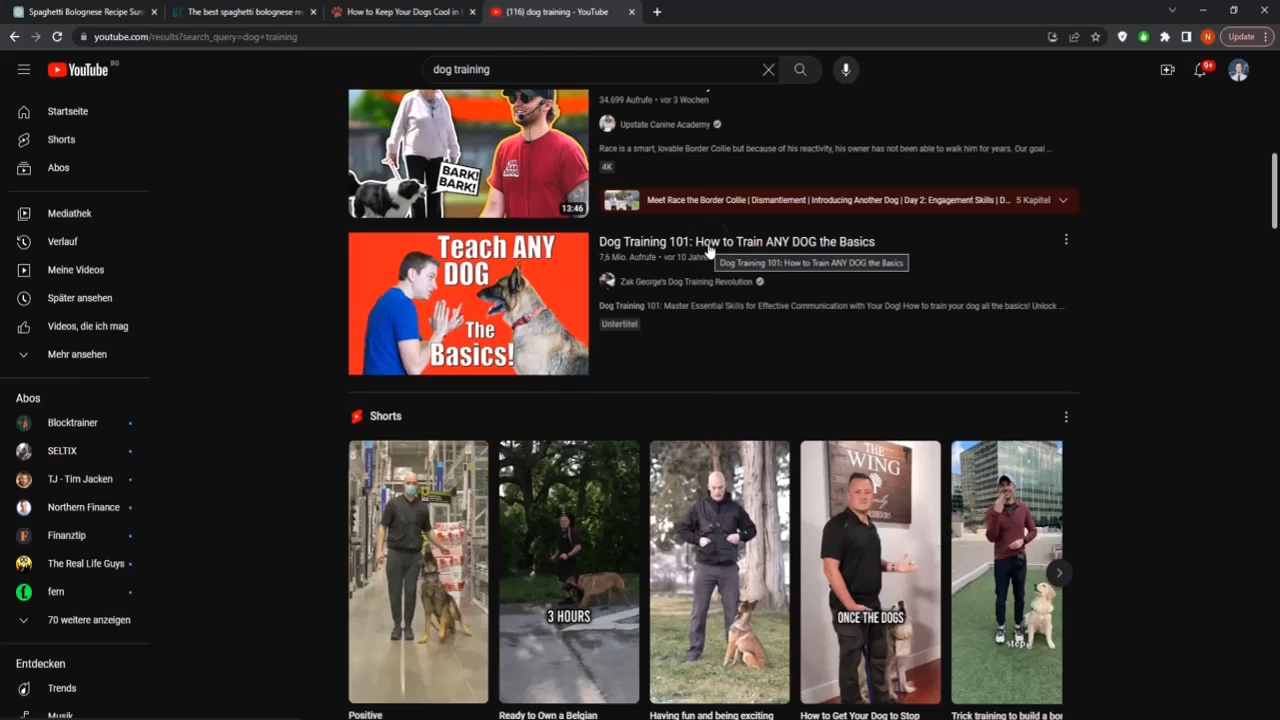 Spaghetti Bolognese Recipe Sum
The best spaghetti bolognese re
How to Keep Your Dogs Cool in
(116) dog training - YouTube
youtube.com/results?search_query=dog+training
N
Update
YouTube BG
dog training
9+
Startseite
Shorts
Abos
Mediathek
Verlauf
Meine Videos
Später ansehen
Videos, die ich mag
Mehr ansehen
Abos
Blocktrainer
SELTIX
TJ - Tim Jacken
Northern Finance
Finanztip
The Real Life Guys
fern
70 weitere anzeigen
Entdecken
Trends
Musik
BARK!
BARK!
13:46
34.699 Aufrufe • vor 3 Wochen
Upstate Canine Academy
Race is a smart, lovable Border Collie but because of his reactivity, his owner has not been able to walk him for years. Our goal ...
4K
Meet Race the Border Collie | Dismantlement | Introducing Another Dog | Day 2: Engagement Skills | D... 5 Kapitel
Teach ANY
DOG
The
Basics!
Dog Training 101: How to Train ANY DOG the Basics
7,6 Mio. Aufrufe • vor 10 Jahre
Dog Training 101: How to Train ANY DOG the Basics
Zak George's Dog Training Revolution
Dog Training 101: Master Essential Skills for Effective Communication with Your Dog! How to train your dog all the basics! Unlock ...
Untertitel
Shorts
3 HOURS
THE
WING
ONCE THE DOGS
step
Positive
Ready to Own a Belgian
Having fun and being exciting
How to Get Your Dog to Stop
Trick training to build a bo